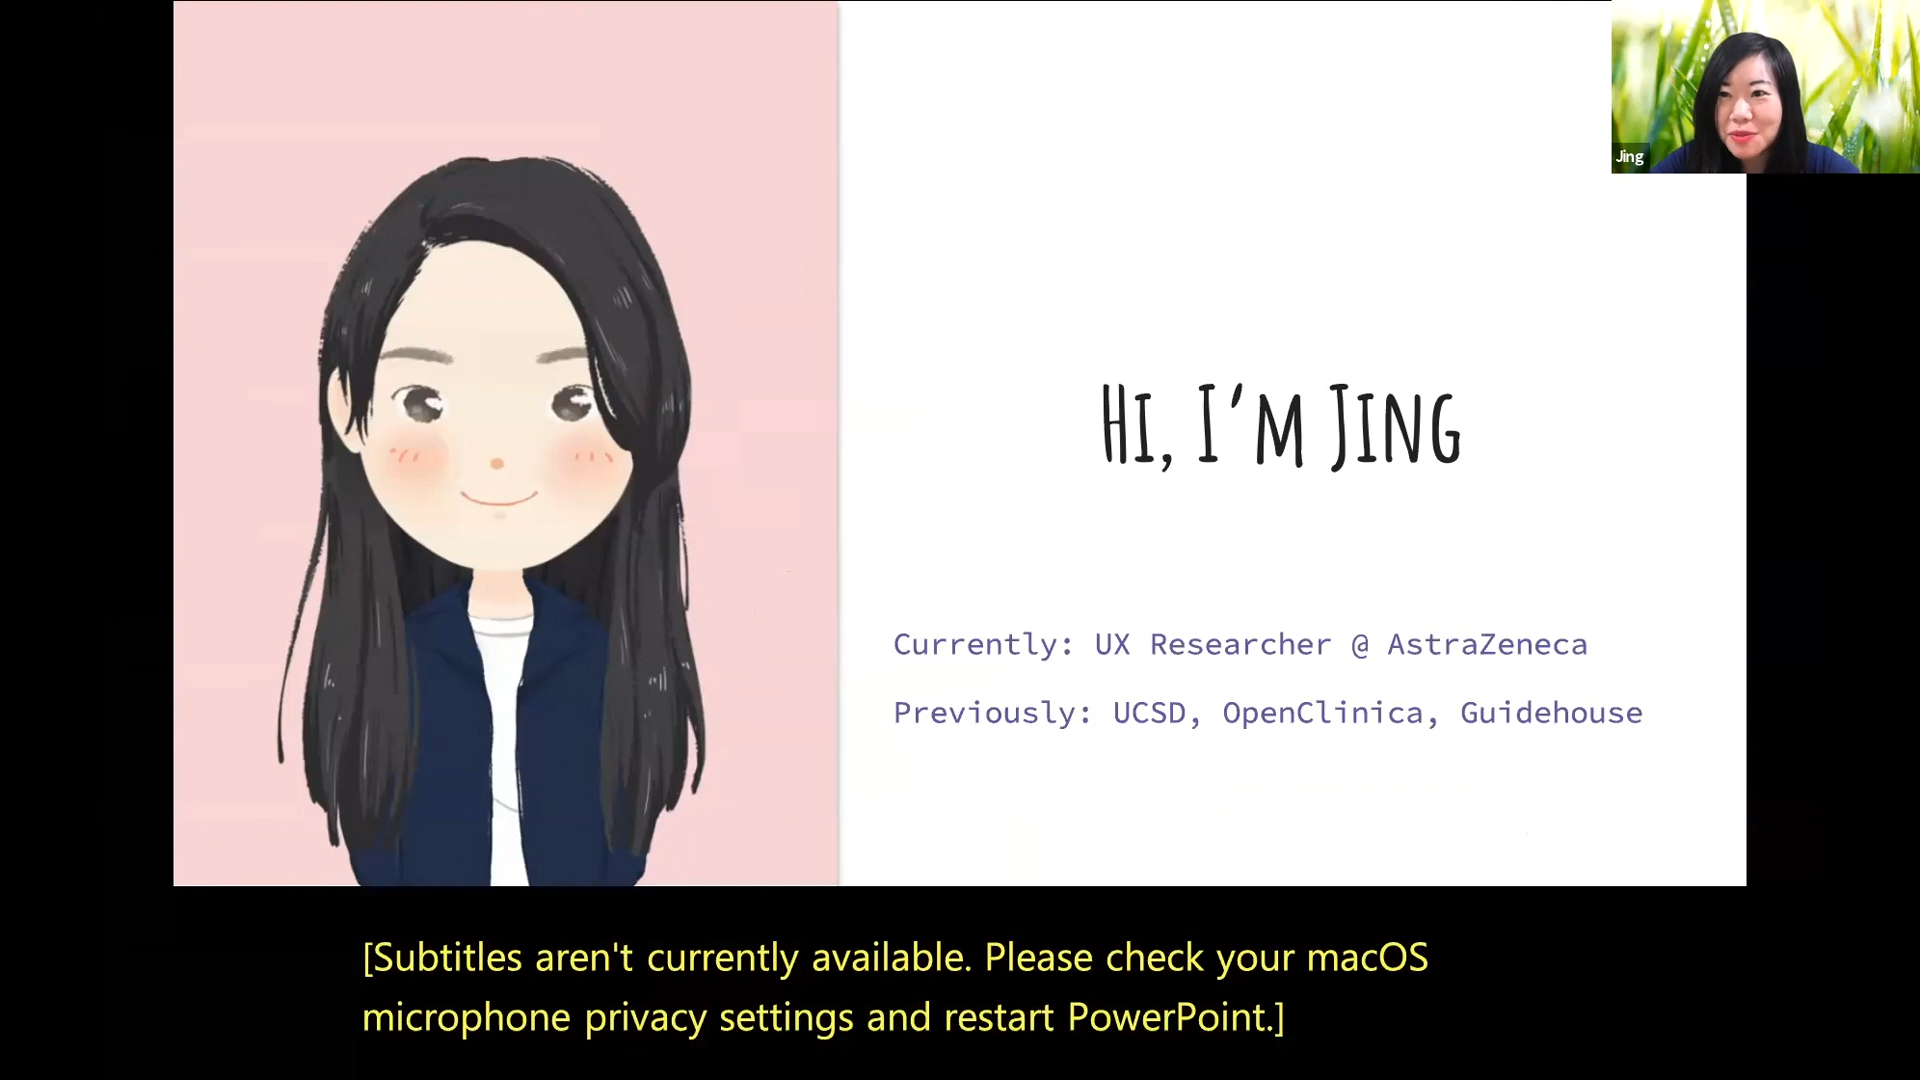 Jing
Hi, I'm Jing
Currently: UX Researcher @ AstraZeneca
Previously: UCSD, OpenClinica, Guidehouse
[Subtitles aren't currently available. Please check your macOS
microphone privacy settings and restart PowerPoint.]